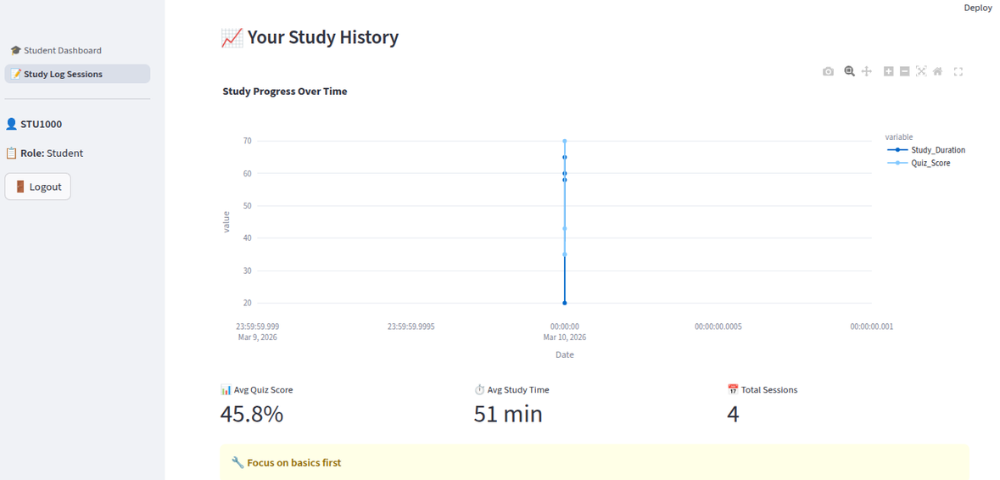 Deploy
📈 Your Study History
🎓 Student Dashboard
📝 Study Log Sessions
👤 STU1000
📋 Role: Student
🚪 Logout
Study Progress Over Time
variable
Study_Duration
Quiz_Score
value
70
60
50
40
30
20
23:59:59.999
Mar 9, 2026
23:59:59.9995
00:00:00
Mar 10, 2026
00:00:00.0005
00:00:00.001
Date
📊 Avg Quiz Score
45.8%
⏱️ Avg Study Time
51 min
📅 Total Sessions
4
🔧 Focus on basics first